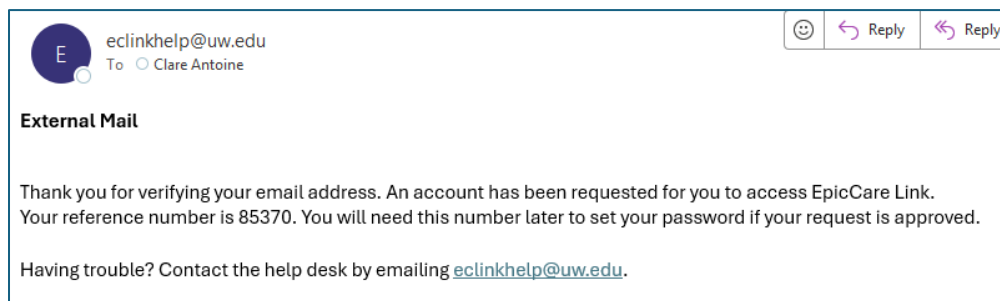 E
eclinkhelp@uw.edu
Reply
Reply
To Clare Antoine
External Mail
Thank you for verifying your email address. An account has been requested for you to access EpicCare Link.
Your reference number is 85370. You will need this number later to set your password if your request is approved.
Having trouble? Contact the help desk by emailing eclinkhelp@uw.edu.